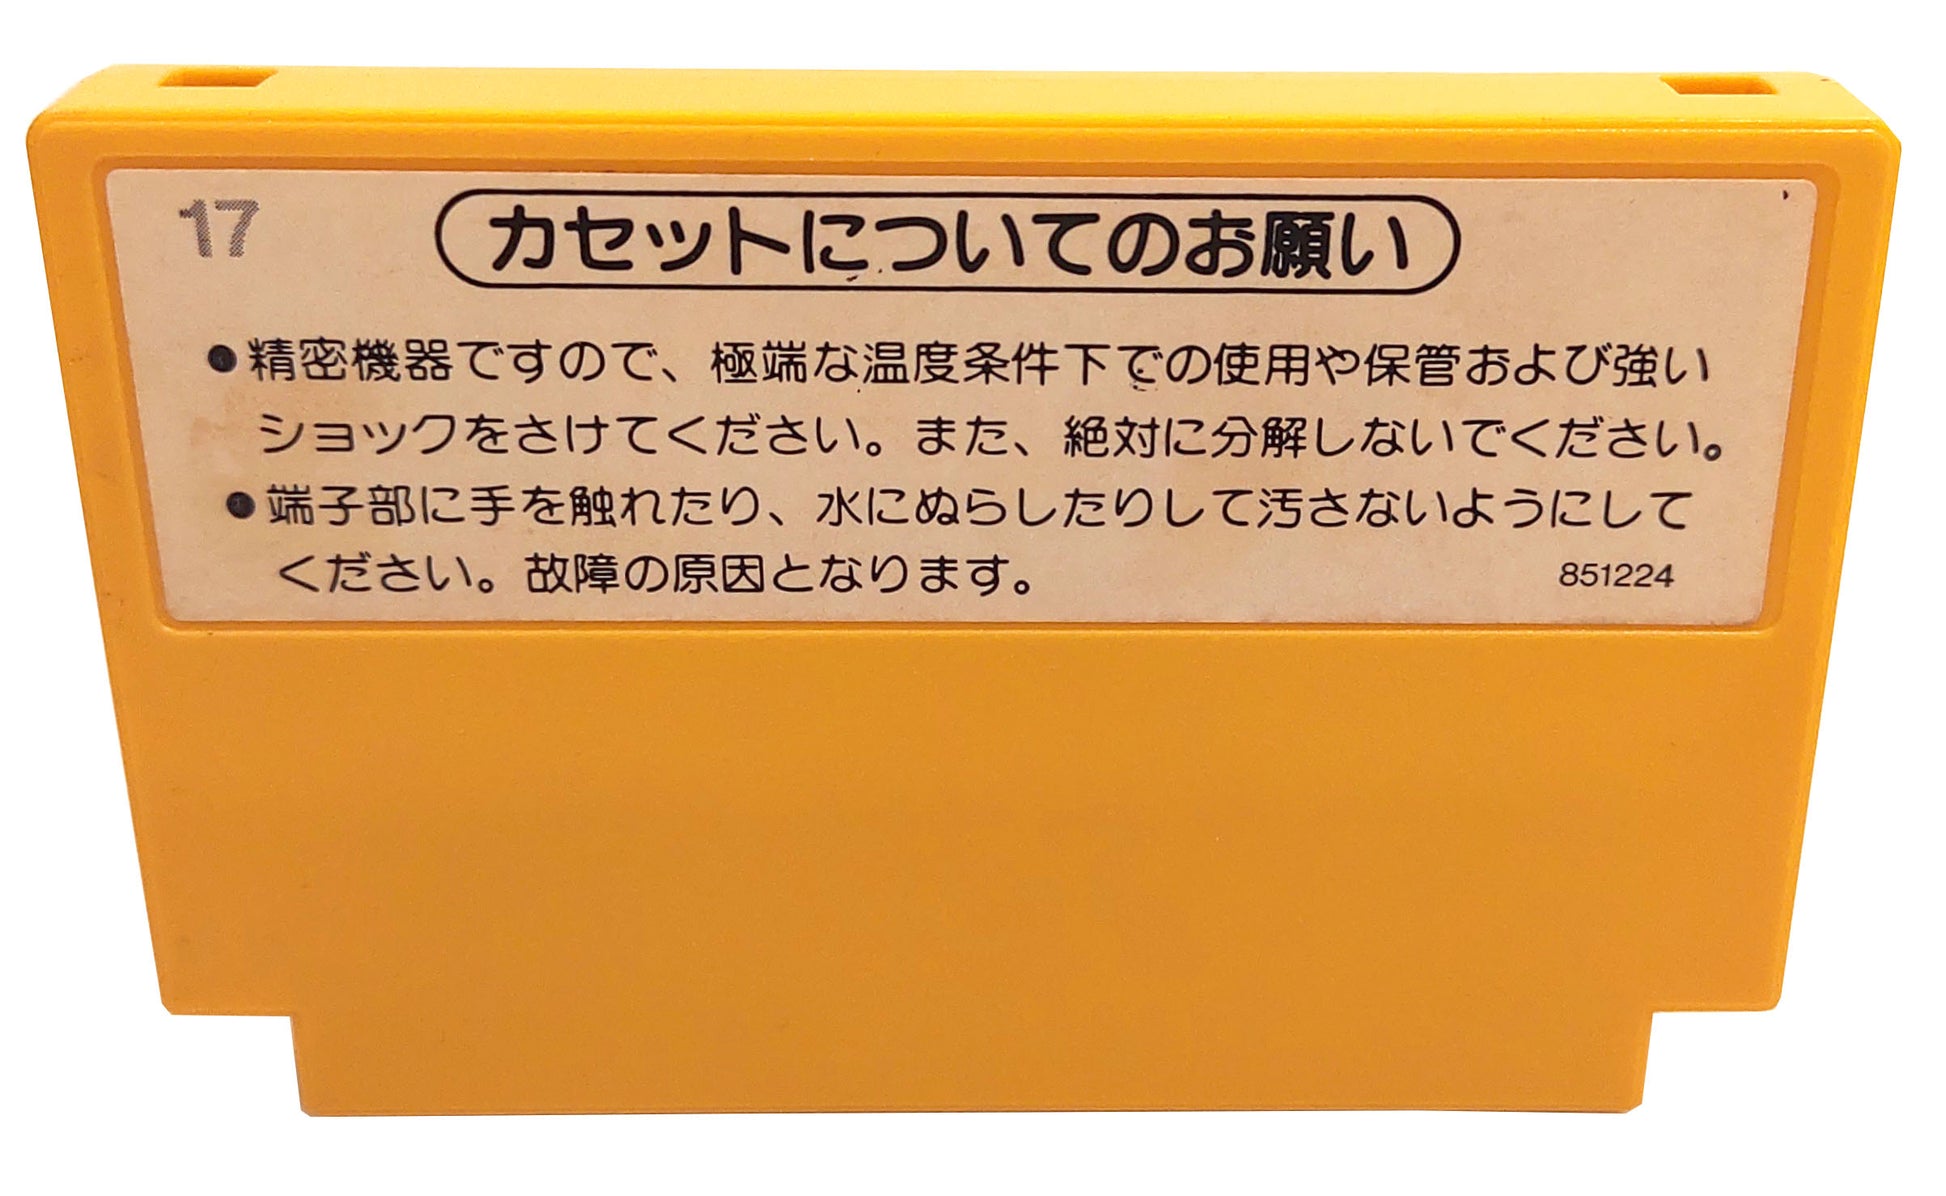 17
カセットについてのお願い
●精密機器ですので、極端な温度条件下での使用や保管および強い
ショックをさけてください。また、絶対に分解しないでください。
●端子部に手を触れたり、水にぬらしたりして汚さないようにして
ください。故障の原因となります。
851224